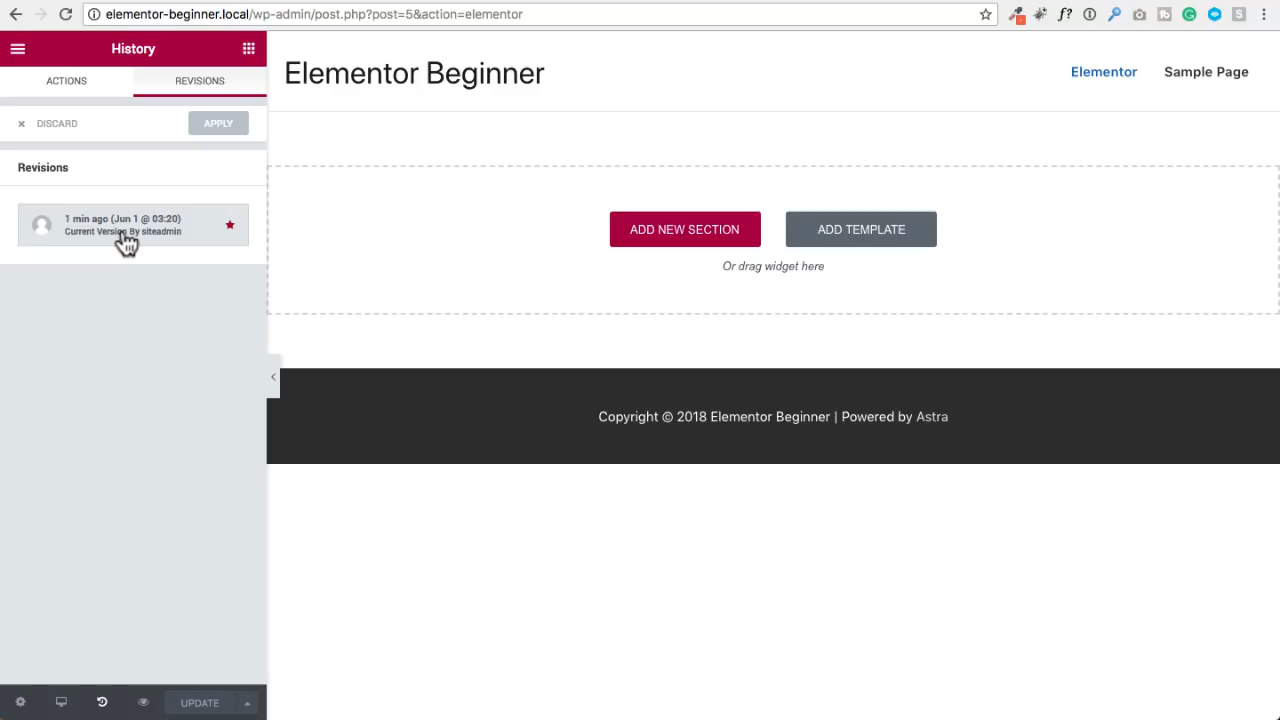 elementor-beginner.local/wp-admin/post.php?post=5&action=elementor
History
ACTIONS
REVISIONS
DISCARD
APPLY
Revisions
1 min ago (Jun 1 @ 03:20)
Current Version By siteadmin
UPDATE
Elementor Beginner
Elementor
Sample Page
ADD NEW SECTION
ADD TEMPLATE
Or drag widget here
Copyright © 2018 Elementor Beginner | Powered by Astra